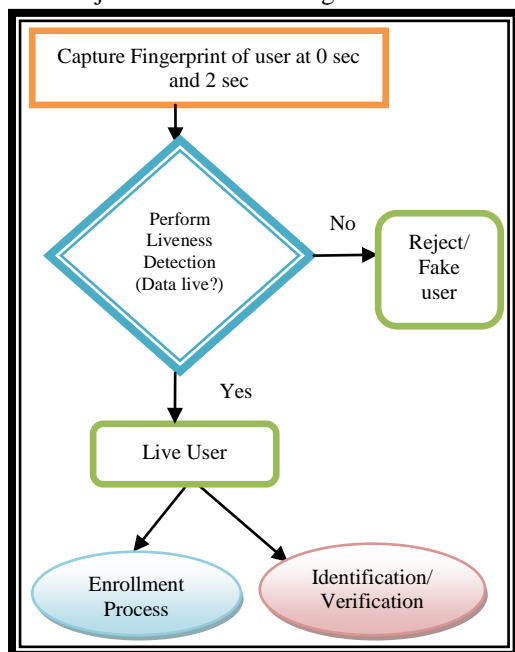 Capture Fingerprint of user at 0 sec
and 2 sec
Perform
Liveness
Detection
(Data live?)
No
Reject/
Fake
user
Yes
Live User
Enrollment
Process
Identification/
Verification